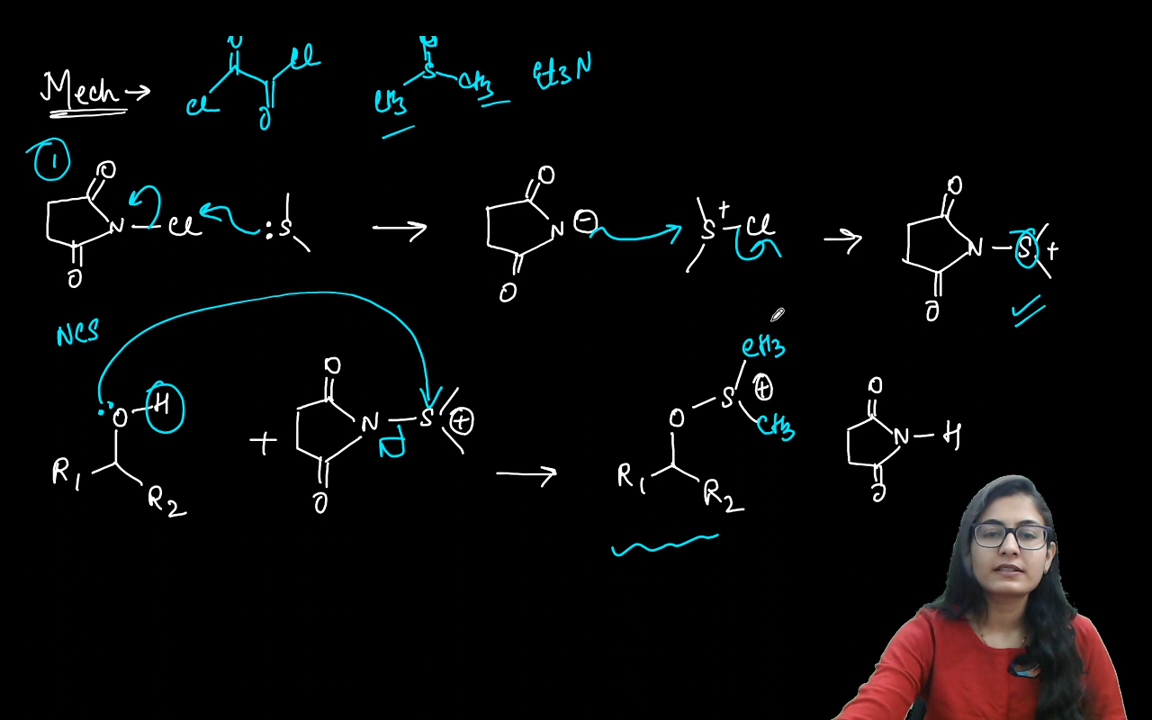 Mech → Cl O Cl O O S CH3 CH3 Et3N
1
O N Cl :S O → O N ⊖ O S + Cl → O N S + O
NCS
:O H R1 R2 + O N S ⊕ O → O S ⊕ CH3 CH3 R1 R2 O N H O